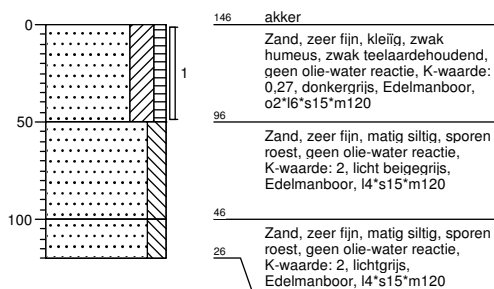 0
50
100
1
146 akker
Zand, zeer fijn, kleiïg, zwak
humeus, zwak teelaardehoudend,
geen olie-water reactie, K-waarde:
0,27, donkergrijs, Edelmanboor,
o2*l6*s15*m120
96
Zand, zeer fijn, matig siltig, sporen
roest, geen olie-water reactie,
K-waarde: 2, licht beigegrijs,
Edelmanboor, l4*s15*m120
46
Zand, zeer fijn, matig siltig, sporen
roest, geen olie-water reactie,
K-waarde: 2, lichtgrijs,
Edelmanboor, l4*s15*m120
26